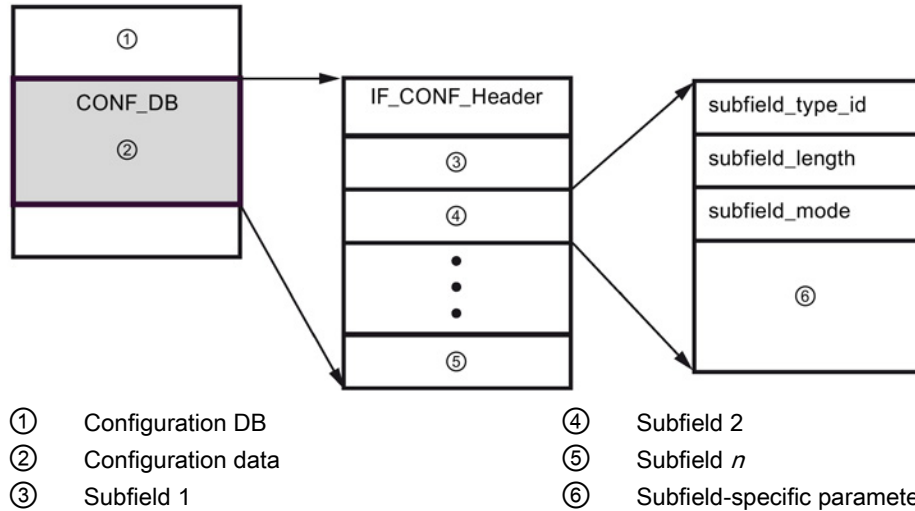 ①
CONF_DB
②
IF_CONF_Header
③
④
⑤
subfield_type_id
subfield_length
subfield_mode
⑥
① Configuration DB
② Configuration data
③ Subfield 1
④ Subfield 2
⑤ Subfield n
⑥ Subfield-specific